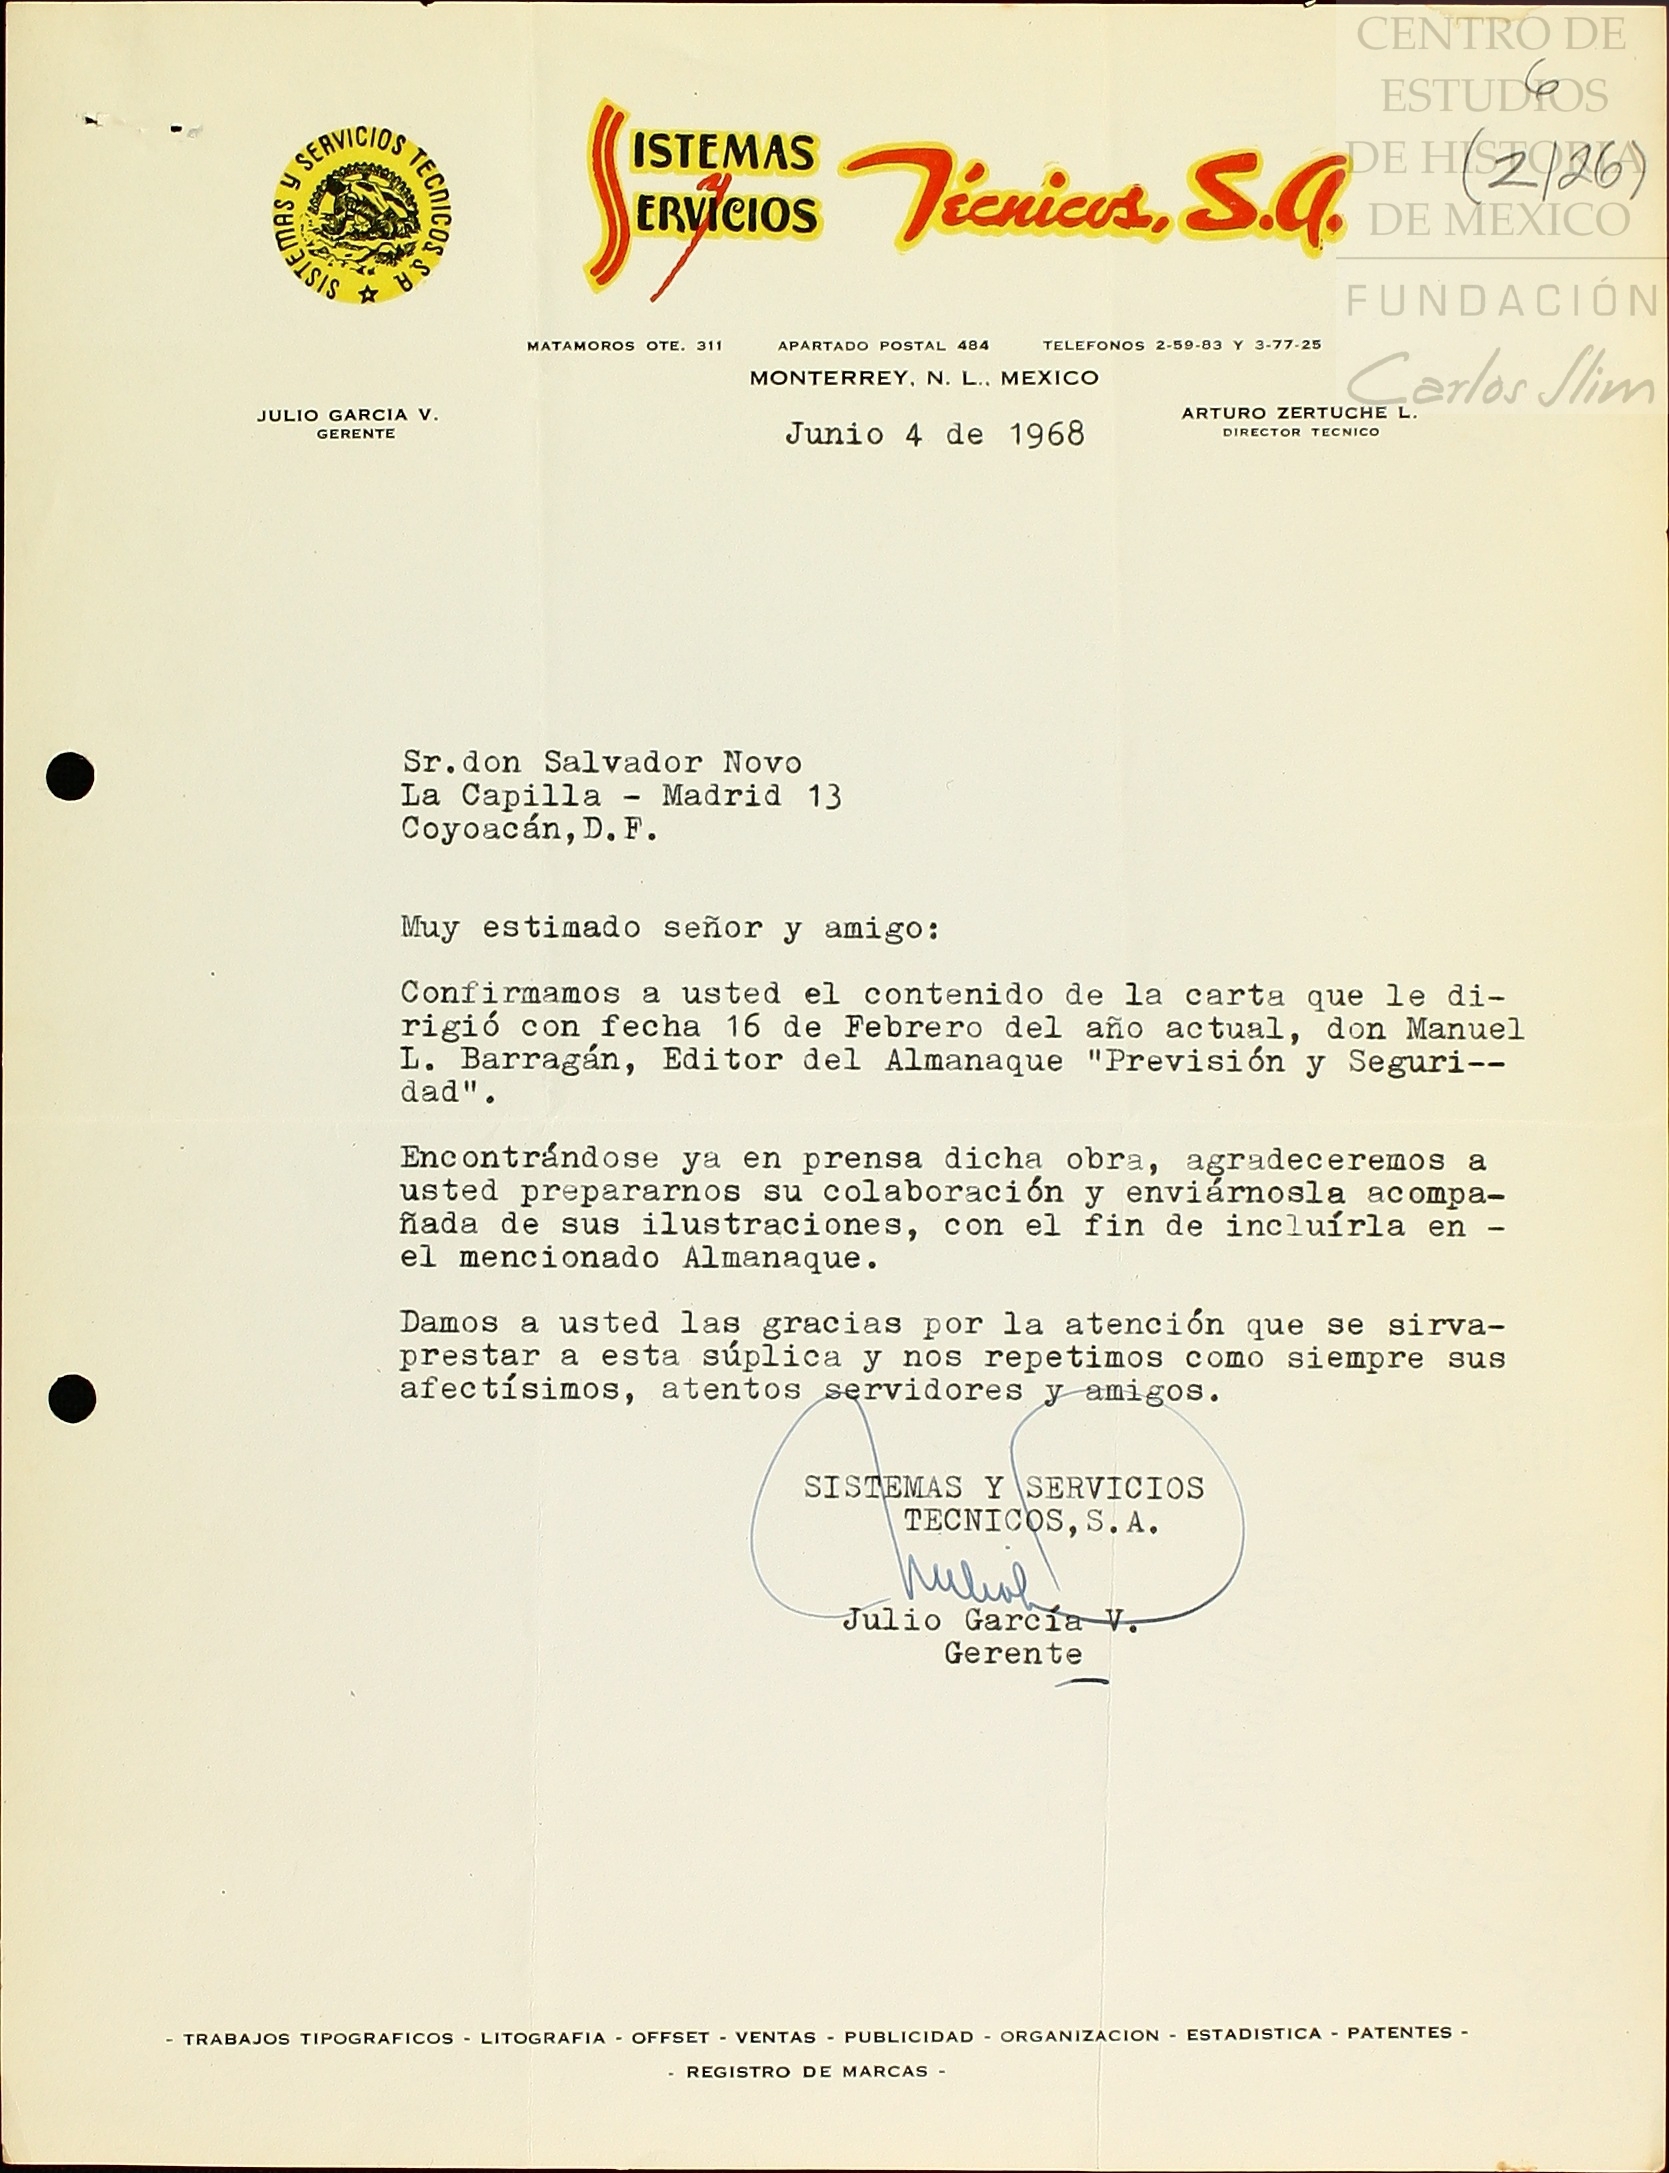 CENTRO DE
ESTUDIOS
DE HISTORIA
DE MEXICO
FUNDACIÓN
Carlos Slim
6
(2/26)
SISTEMAS Y SERVICIOS TECNICOS, S. A.
SISTEMAS
y
SERVICIOS
Técnicos, S.A.
MATAMOROS OTE. 311 APARTADO POSTAL 484 TELEFONOS 2-59-83 Y 3-77-25
MONTERREY, N. L., MEXICO
JULIO GARCIA V.
GERENTE
ARTURO ZERTUCHE L.
DIRECTOR TECNICO
Junio 4 de 1968
Sr.don Salvador Novo
La Capilla - Madrid 13
Coyoacán,D.F.
Muy estimado señor y amigo:
Confirmamos a usted el contenido de la carta que le di-
rigió con fecha 16 de Febrero del año actual, don Manuel
L. Barragán, Editor del Almanaque "Previsión y Seguri--
dad".
Encontrándose ya en prensa dicha obra, agradeceremos a
usted prepararnos su colaboración y enviárnosla acompa-
ñada de sus ilustraciones, con el fin de incluírla en -
el mencionado Almanaque.
Damos a usted las gracias por la atención que se sirva-
prestar a esta súplica y nos repetimos como siempre sus
afectísimos, atentos servidores y amigos.
SISTEMAS Y SERVICIOS
TECNICOS,S.A.
Julio García V.
Gerente
- TRABAJOS TIPOGRAFICOS - LITOGRAFIA - OFFSET - VENTAS - PUBLICIDAD - ORGANIZACION - ESTADISTICA - PATENTES -
- REGISTRO DE MARCAS -